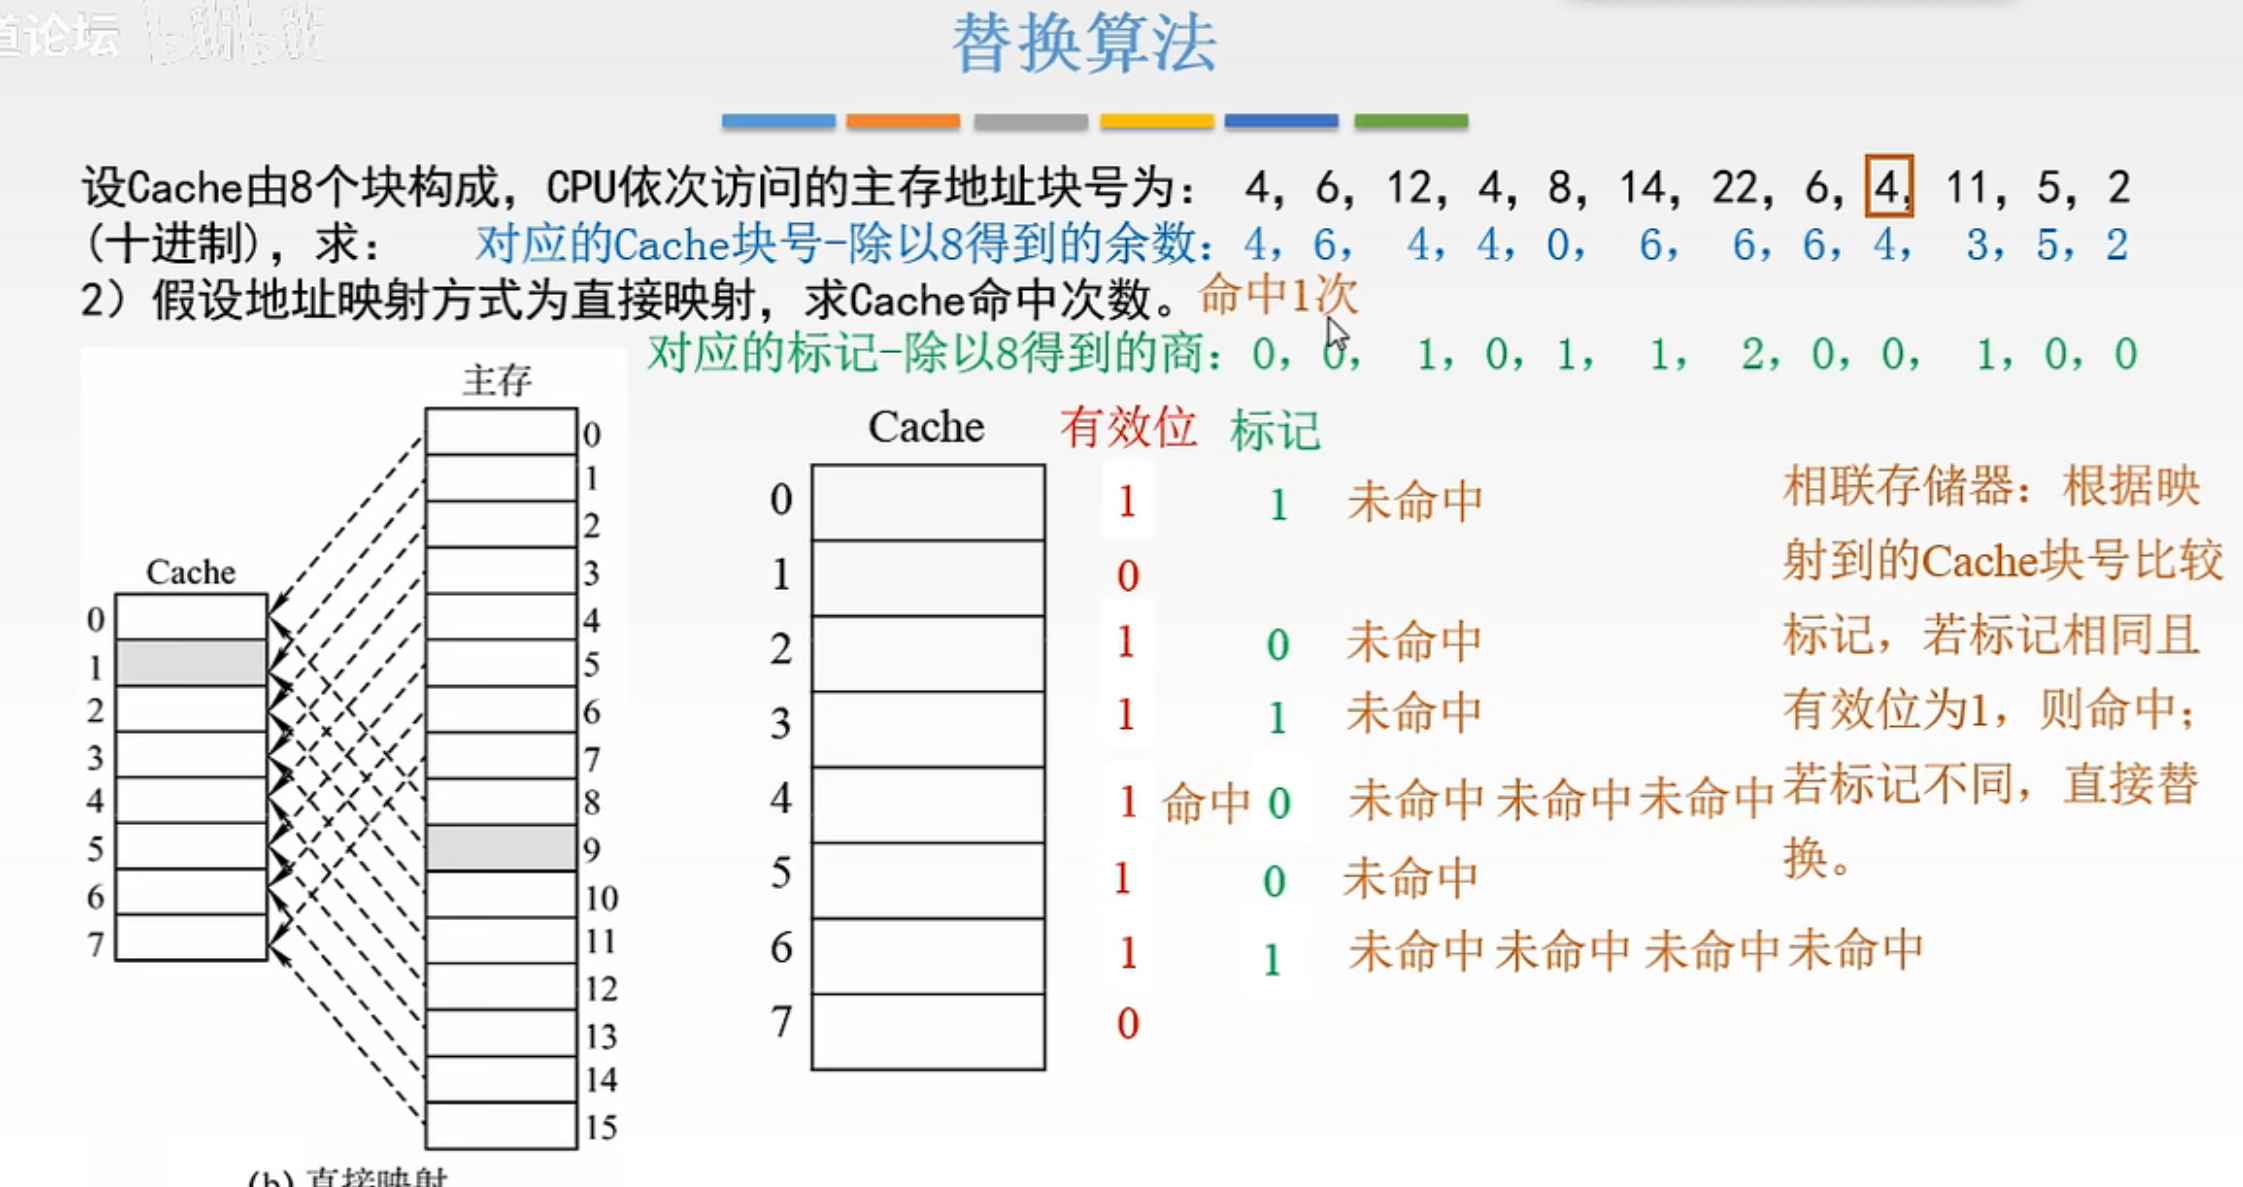 道论坛 bilibili
替换算法
设Cache由8个块构成，CPU依次访问的主存地址块号为： 4，6，12，4，8，14，22，6，4，11，5，2
(十进制)，求： 对应的Cache块号-除以8得到的余数：4，6，4，4，0，6，6，6，4，3，5，2
2）假设地址映射方式为直接映射，求Cache命中次数。命中1次
对应的标记-除以8得到的商：0，0，1，0，1，1，2，0，0，1，0，0
主存
0
1
2
3
4
5
6
7
8
9
10
11
12
13
14
15
Cache
0
1
2
3
4
5
6
7
(b) 直接映射
Cache 有效位 标记
0 1 1 未命中
1 0
2 1 0 未命中
3 1 1 未命中
4 1 命中 0 未命中 未命中 未命中
5 1 0 未命中
6 1 1 未命中 未命中 未命中 未命中
7 0
相联存储器：根据映
射到的Cache块号比较
标记，若标记相同且
有效位为1，则命中；
若标记不同，直接替
换。